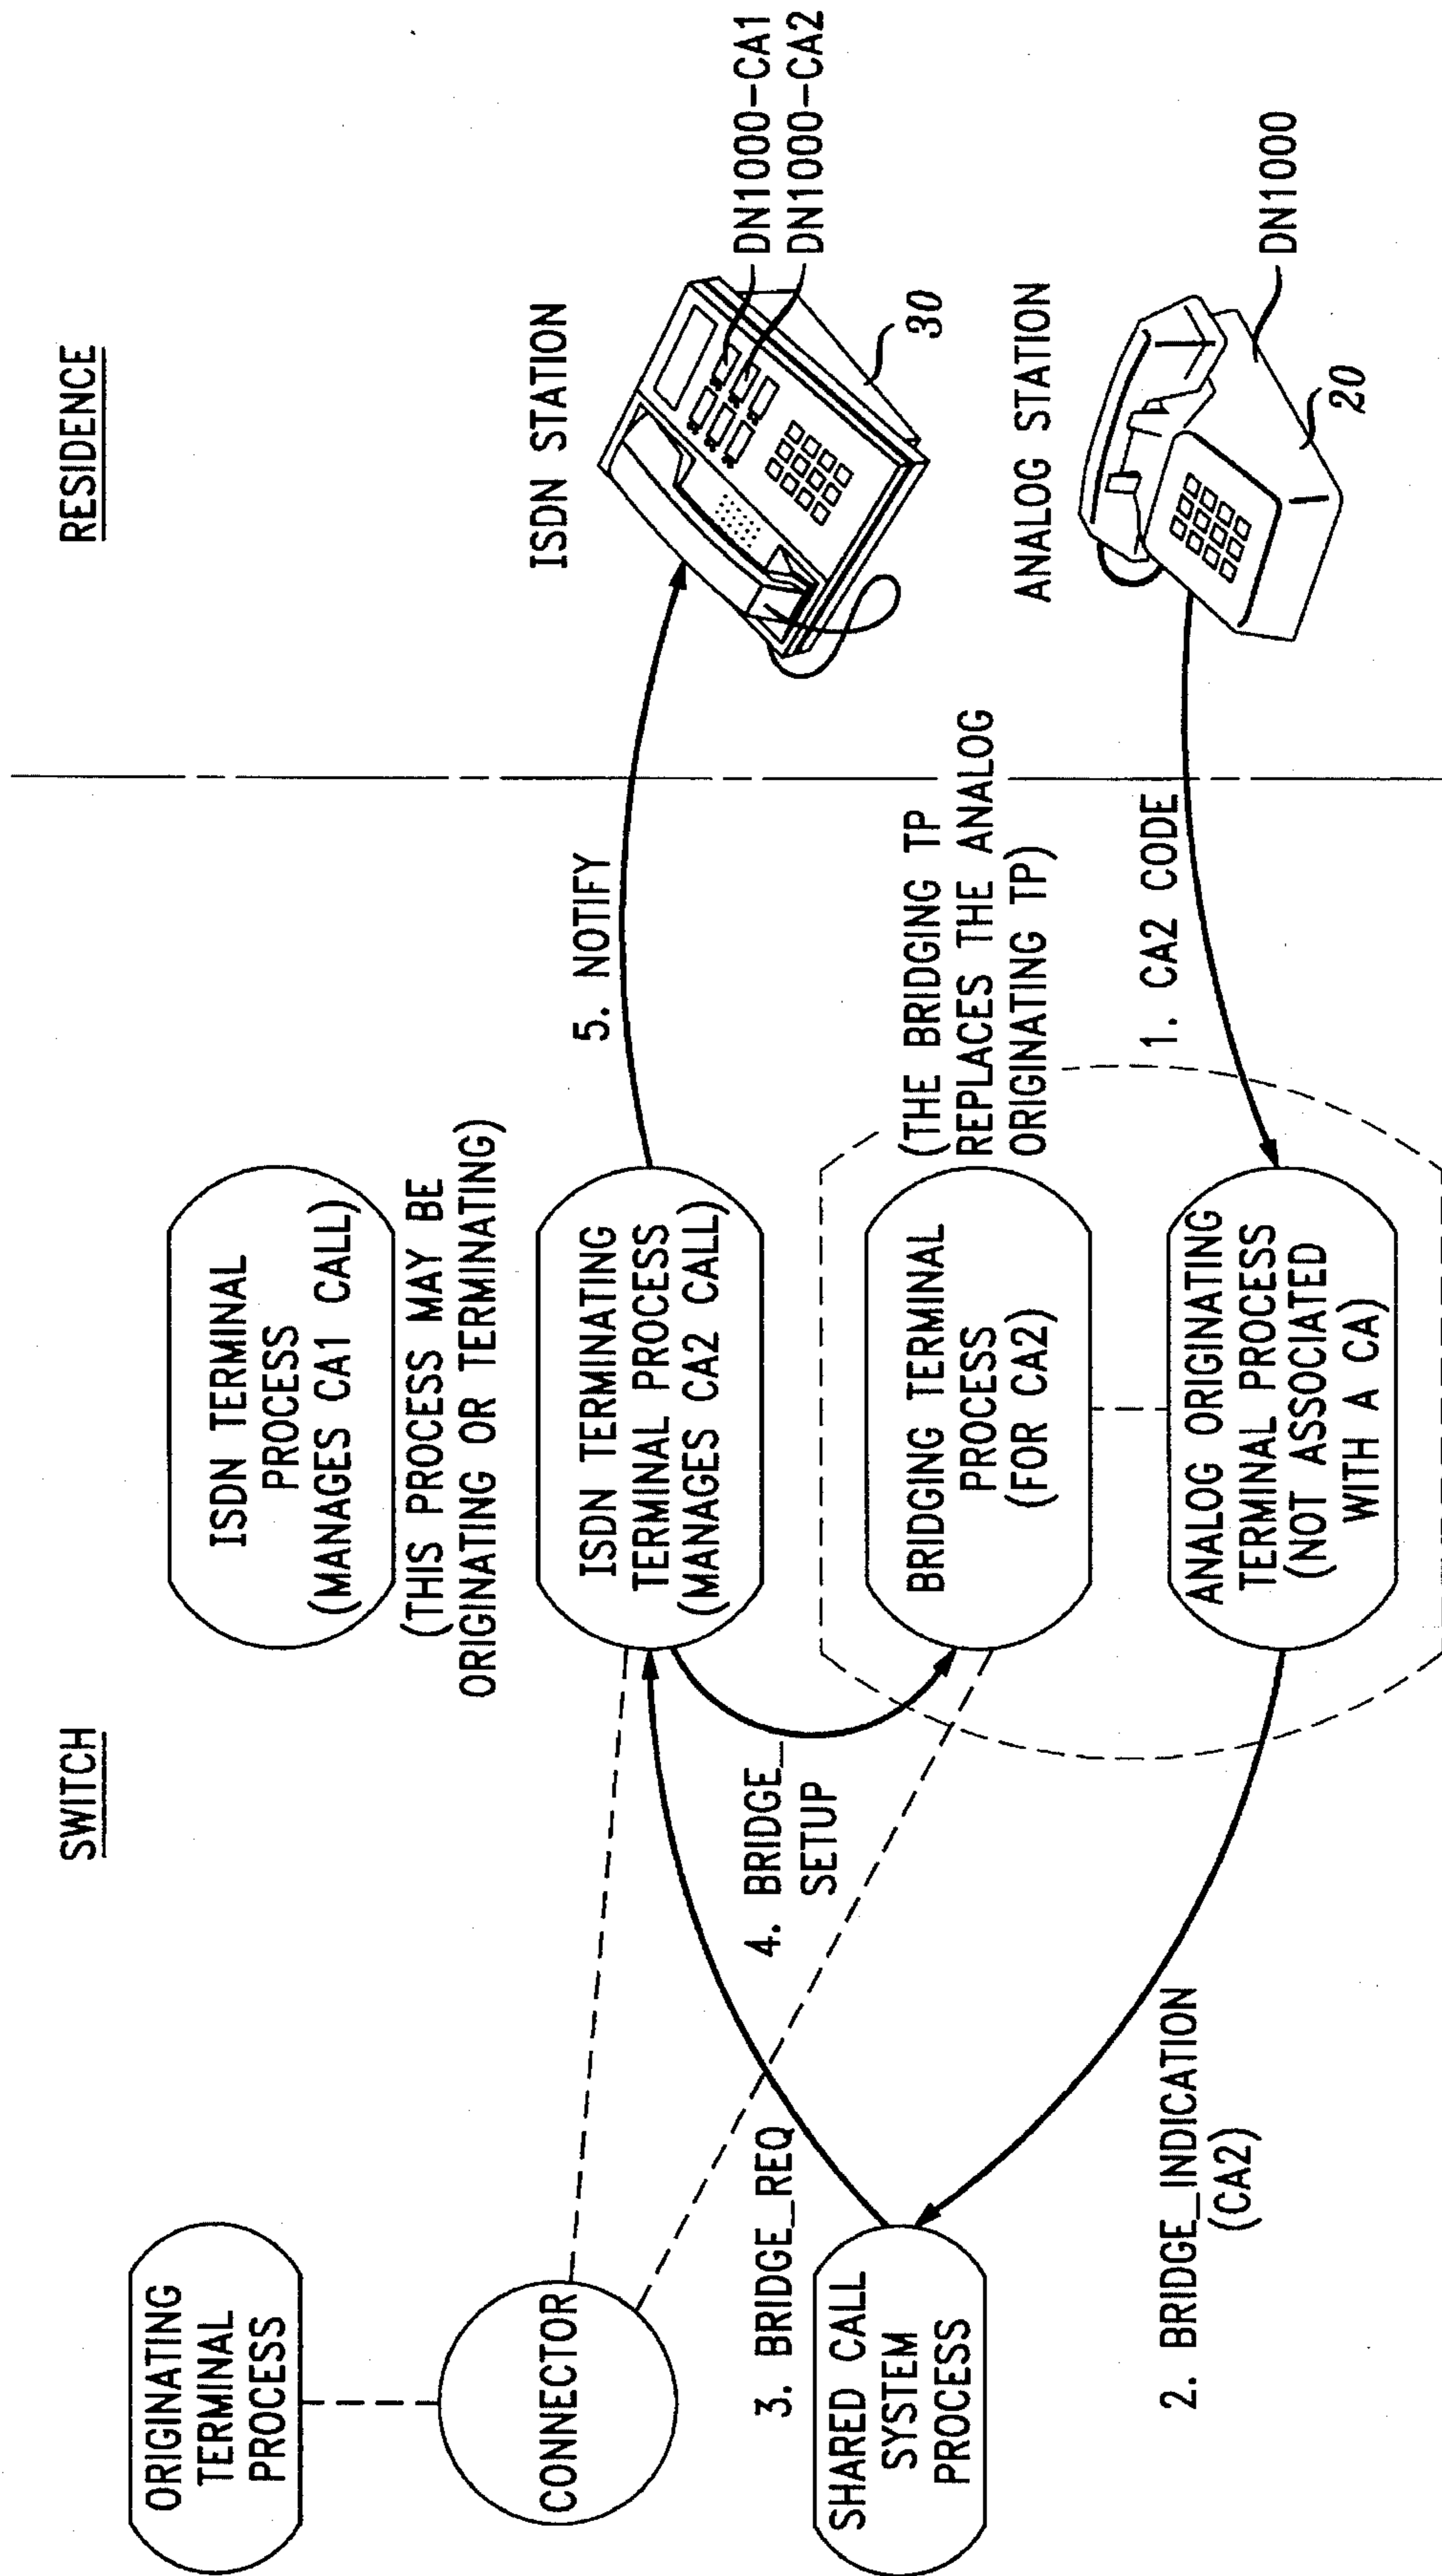 SWITCH
RESIDENCE
ORIGINATING
TERMINAL
PROCESS
CONNECTOR
SHARED CALL
SYSTEM
PROCESS
ISDN TERMINAL
PROCESS
(MANAGES CA1 CALL)
(THIS PROCESS MAY BE
ORIGINATING OR TERMINATING)
ISDN TERMINATING
TERMINAL PROCESS
(MANAGES CA2 CALL)
BRIDGING TERMINAL
PROCESS
(FOR CA2)
(THE BRIDGING TP
REPLACES THE ANALOG
ORIGINATING TP)
ANALOG ORIGINATING
TERMINAL PROCESS
(NOT ASSOCIATED
WITH A CA)
1. CA2 CODE
2. BRIDGE_INDICATION
(CA2)
3. BRIDGE_REQ
4. BRIDGE_
SETUP
5. NOTIFY
ISDN STATION
DN1000-CA1
DN1000-CA2
30
ANALOG STATION
DN1000
20